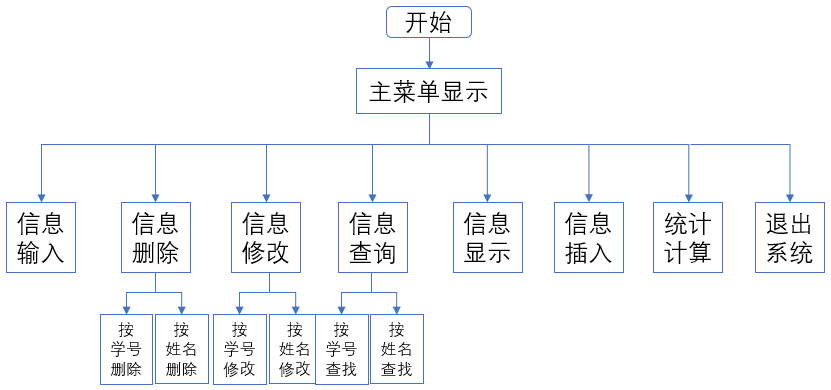 开始
主菜单显示
信息
输入
信息
删除
信息
修改
信息
查询
信息
显示
信息
插入
统计
计算
退出
系统
按
学号
删除
按
姓名
删除
按
学号
修改
按
姓名
修改
按
学号
查找
按
姓名
查找